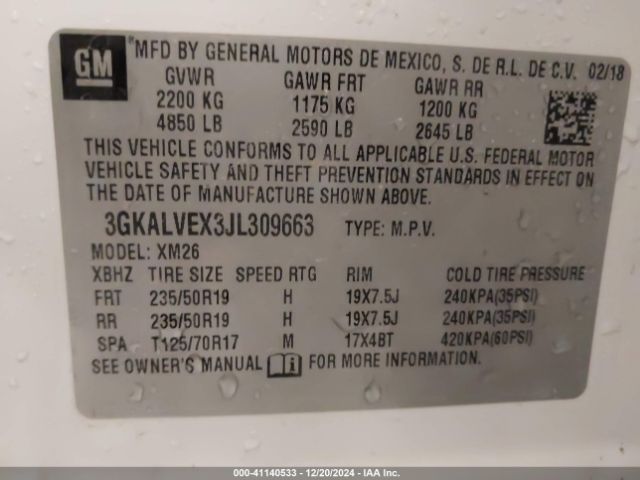 GM
MFD BY GENERAL MOTORS DE MEXICO, S. DE R.L. DE C.V. 02/18
GVWR GAWR FRT GAWR RR
2200 KG 1175 KG 1200 KG
4850 LB 2590 LB 2645 LB
THIS VEHICLE CONFORMS TO ALL APPLICABLE U.S. FEDERAL MOTOR
VEHICLE SAFETY AND THEFT PREVENTION STANDARDS IN EFFECT ON
THE DATE OF MANUFACTURE SHOWN ABOVE.
3GKALVEX3JL309663 TYPE: M.P.V.
MODEL: XM26
XBHZ TIRE SIZE SPEED RTG RIM COLD TIRE PRESSURE
FRT 235/50R19 H 19X7.5J 240KPA(35PSI)
RR 235/50R19 H 19X7.5J 240KPA(35PSI)
SPA T125/70R17 M 17X4BT 420KPA(60PSI)
SEE OWNER'S MANUAL i FOR MORE INFORMATION.
000-41140533 - 12/20/2024 - IAAI.com